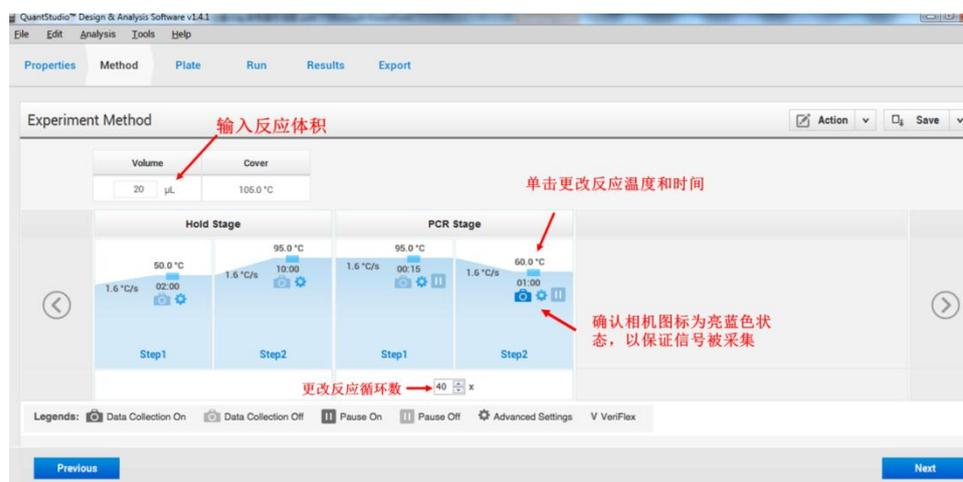 QuantStudio™ Design & Analysis Software v1.4.1
File Edit Analysis Tools Help
Properties Method Plate Run Results Export
Experiment Method
Action
Save
输入反应体积
Volume Cover
20 µL 105.0 °C
单击更改反应温度和时间
Hold Stage PCR Stage
50.0 °C
1.6 °C/s 02:00
Step1
95.0 °C
1.6 °C/s 10:00
Step2
95.0 °C
1.6 °C/s 00:15
Step1
60.0 °C
1.6 °C/s 01:00
Step2
确认相机图标为亮蓝色状
态，以保证信号被采集
更改反应循环数 40 x
Legends: Data Collection On Data Collection Off Pause On Pause Off Advanced Settings V VeriFlex
Previous Next